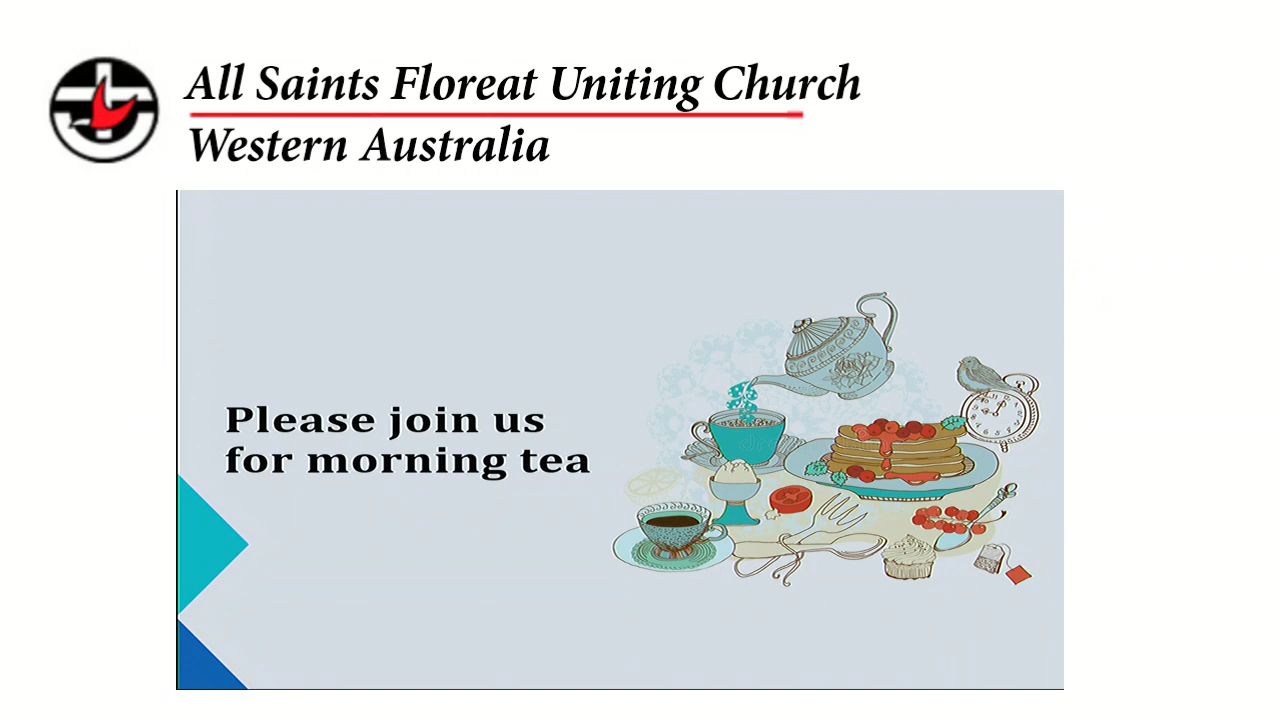 All Saints Floreat Uniting Church
Western Australia
Please join us
for morning tea